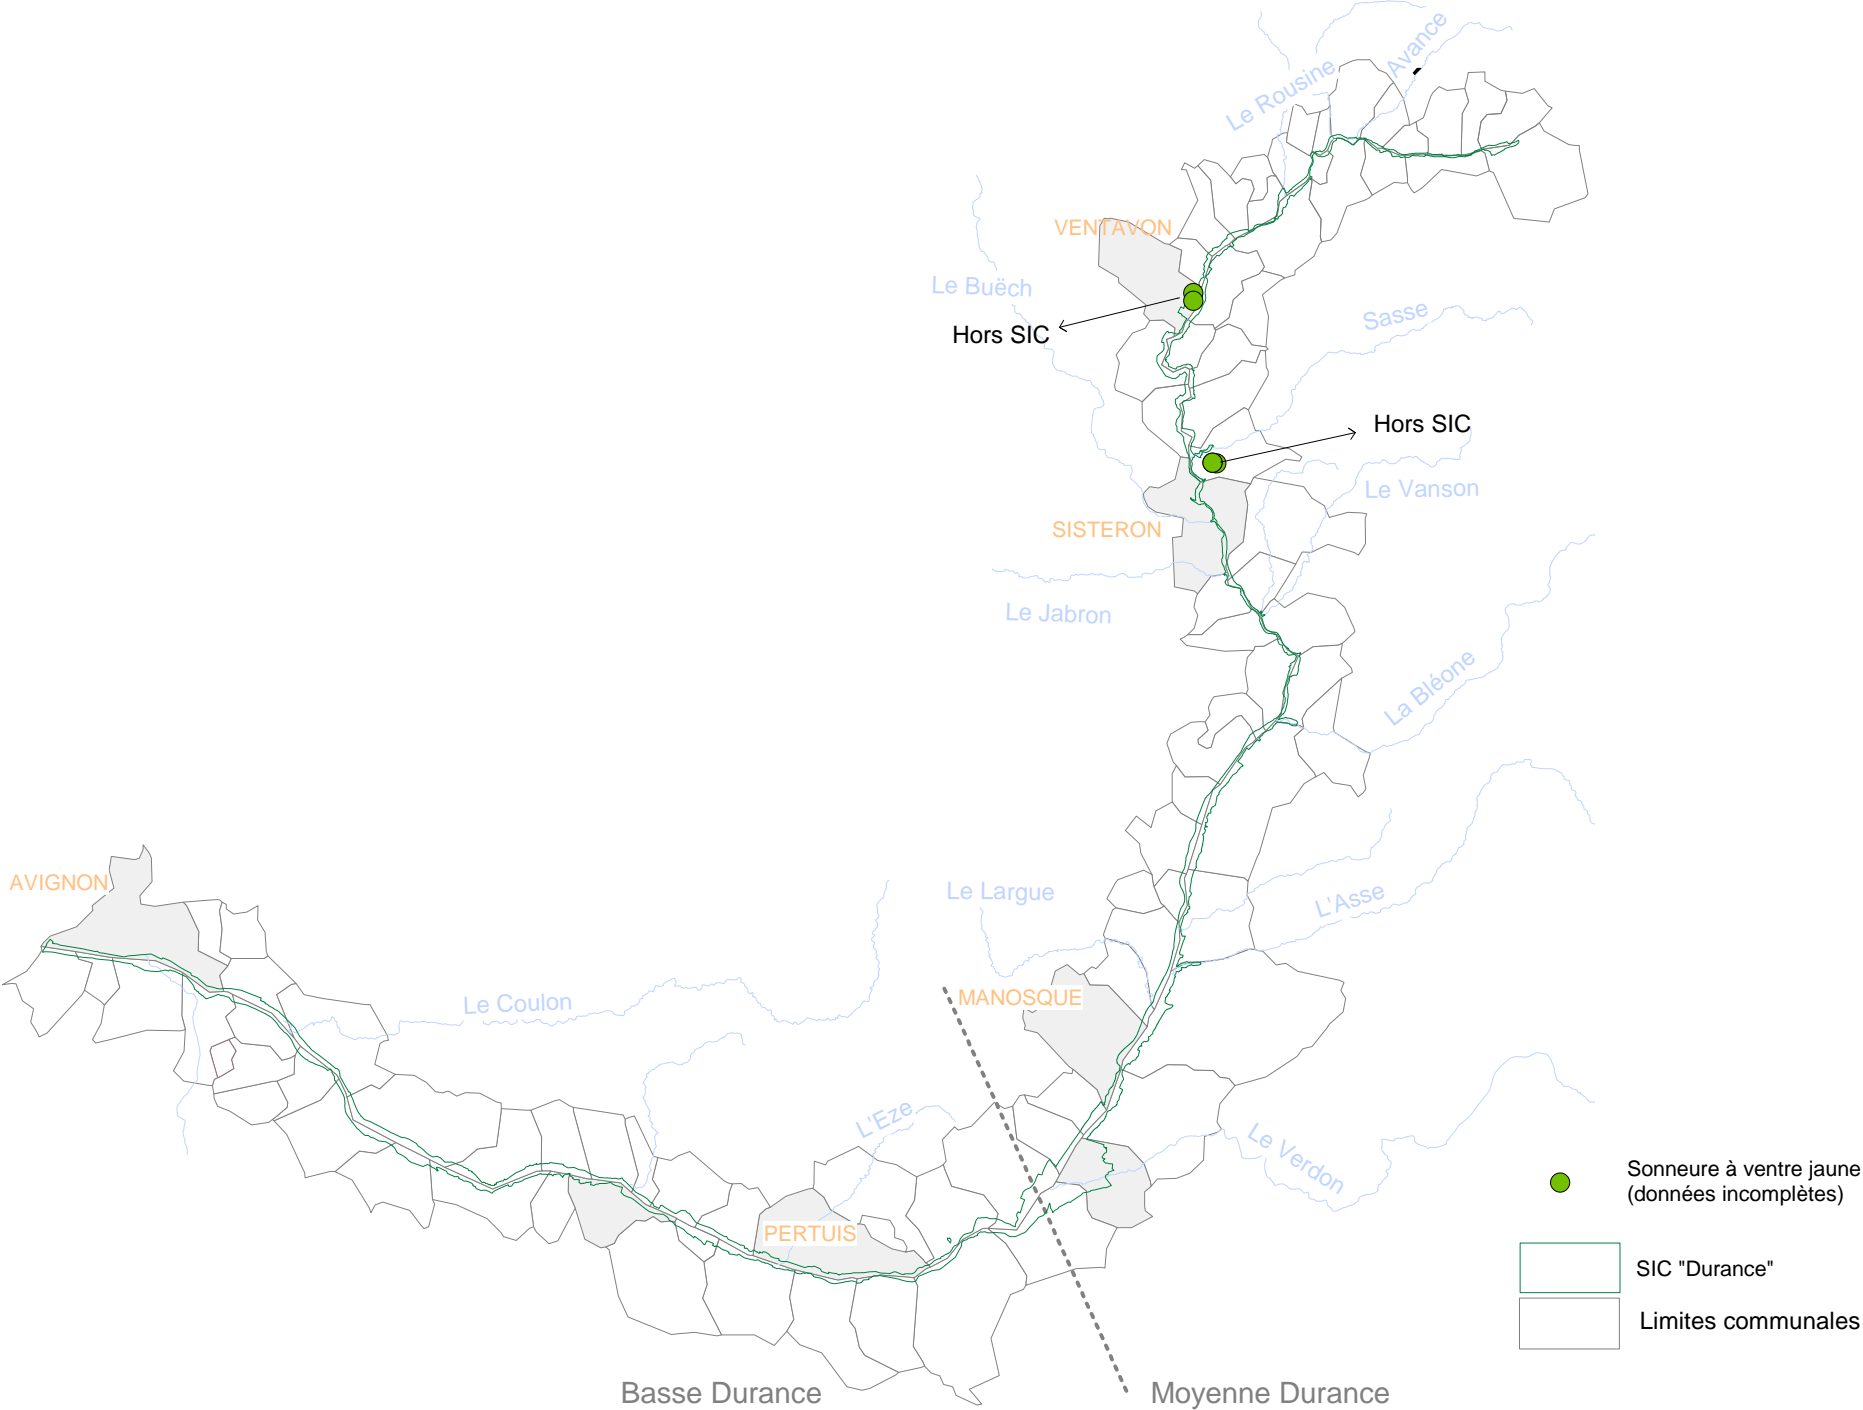 Avance
Le Rousine
VENTAVON
Le Buëch
Hors SIC
Sasse
Hors SIC
Le Vanson
SISTERON
Le Jabron
La Bléone
AVIGNON
Le Largue
L'Asse
Le Coulon
MANOSQUE
L'Eze
Le Verdon
PERTUIS
Sonneure à ventre jaune
(données incomplètes)
SIC "Durance"
Limites communales
Basse Durance
Moyenne Durance